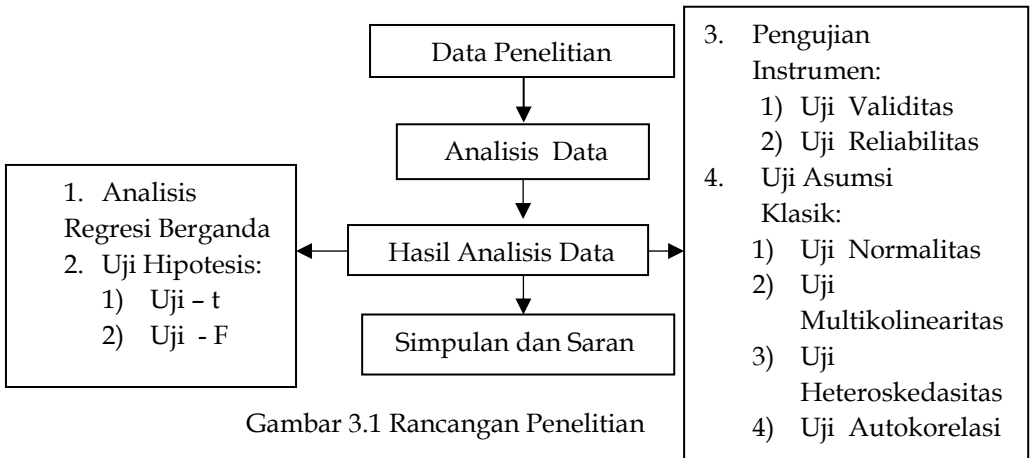 Data Penelitian
Analisis Data
Hasil Analisis Data
Simpulan dan Saran
1. Analisis
Regresi Berganda
2. Uji Hipotesis:
1) Uji – t
2) Uji - F
3. Pengujian
Instrumen:
1) Uji Validitas
2) Uji Reliabilitas
4. Uji Asumsi
Klasik:
1) Uji Normalitas
2) Uji
Multikolinearitas
3) Uji
Heteroskedasitas
4) Uji Autokorelasi
Gambar 3.1 Rancangan Penelitian